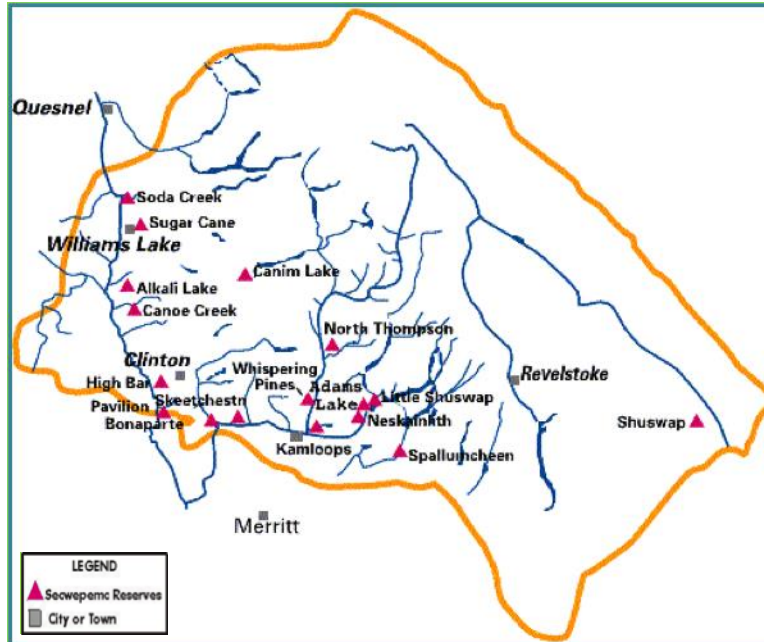 Quesnel
Soda Creek
Sugar Cane
Williams Lake
Canim Lake
Alkali Lake
Canoe Creek
North Thompson
Clinton
Whispering
Pines
High Bar
Adams
Lake
Little Shuswap
Revelstoke
Skeetchestn
Pavilion
Bonaparte
Neskainlith
Shuswap
Kamloops
Spallumcheen
Merritt
LEGEND
Secwepemc Reserves
City or Town